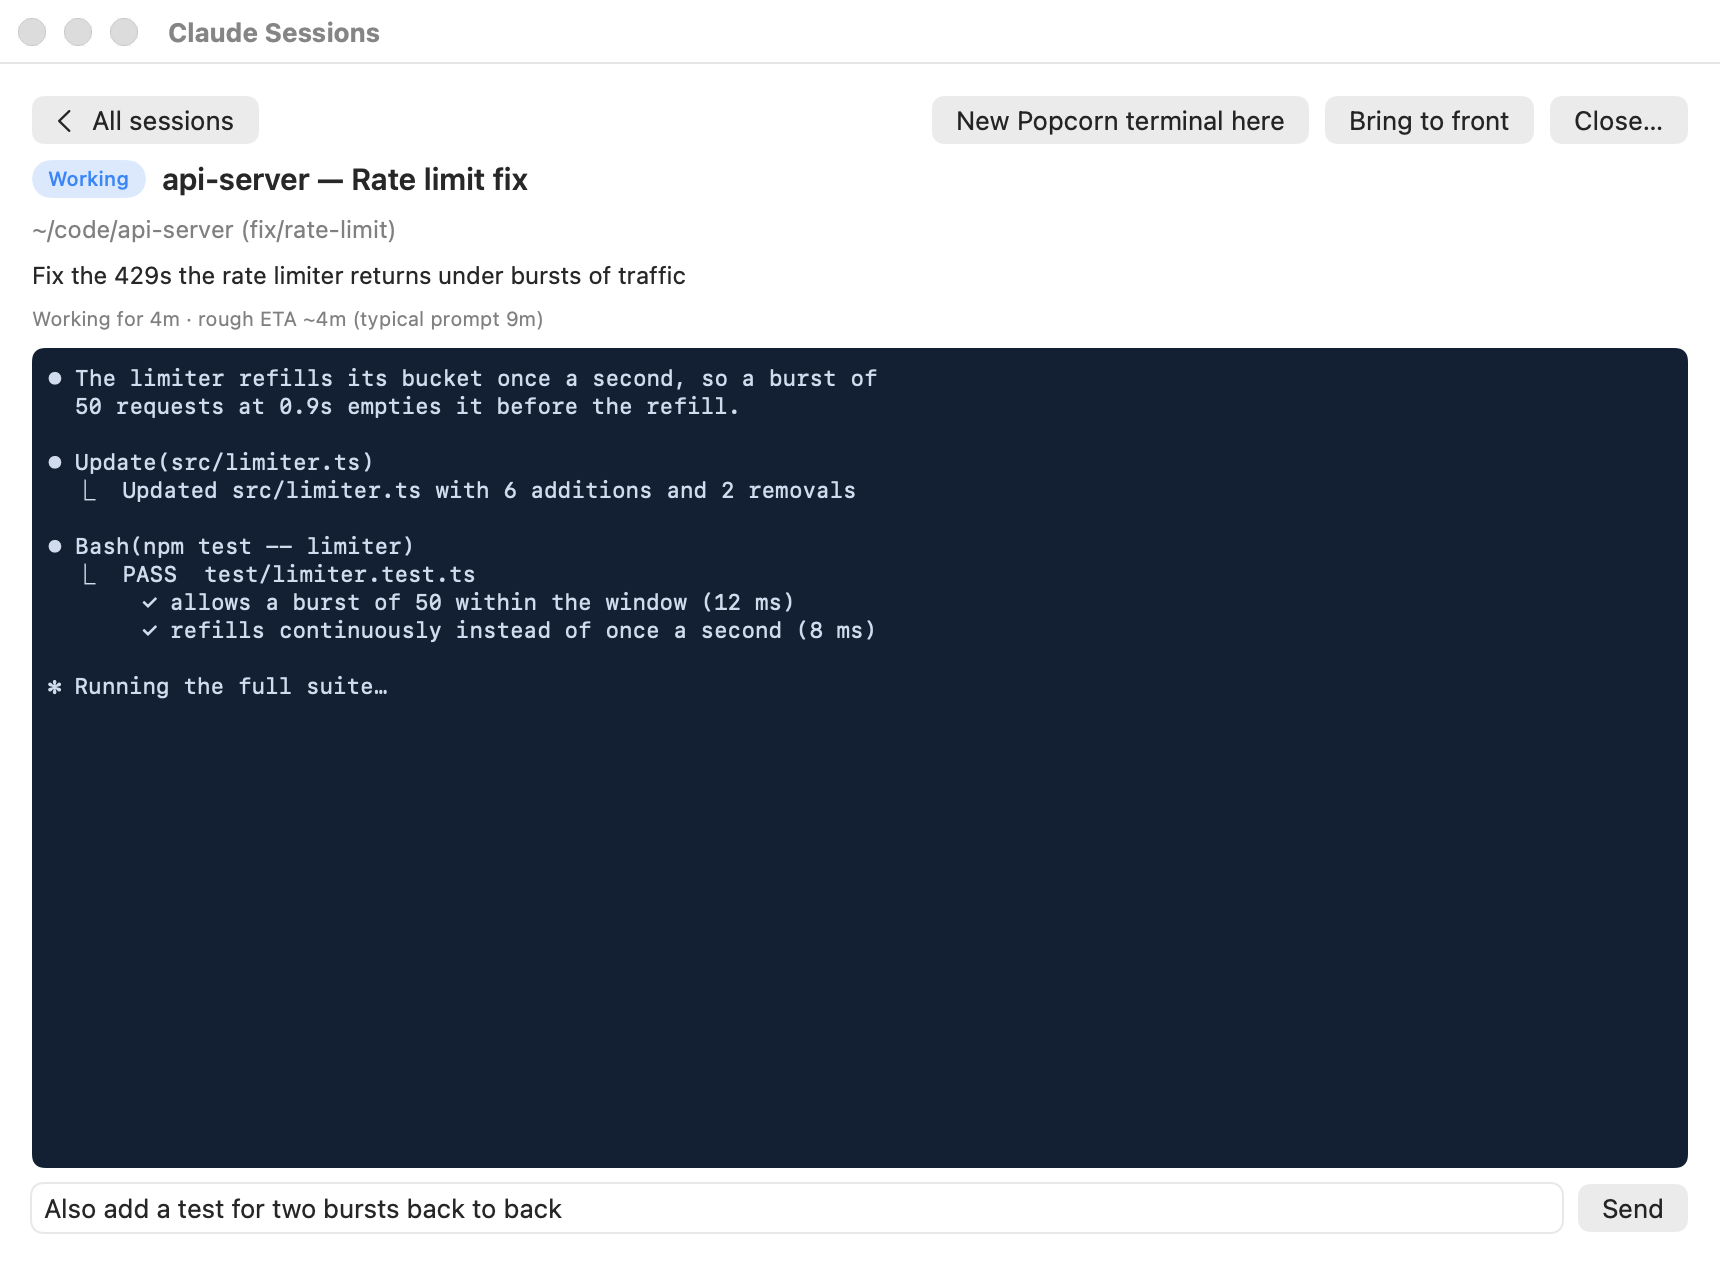 Claude Sessions
All sessions
New Popcorn terminal here
Bring to front
Close...
Working
api-server — Rate limit fix
~/code/api-server (fix/rate-limit)
Fix the 429s the rate limiter returns under bursts of traffic
Working for 4m · rough ETA ~4m (typical prompt 9m)
● The limiter refills its bucket once a second, so a burst of
50 requests at 0.9s empties it before the refill.
● Update(src/limiter.ts)
⎿ Updated src/limiter.ts with 6 additions and 2 removals
● Bash(npm test -- limiter)
⎿ PASS test/limiter.test.ts
✓ allows a burst of 50 within the window (12 ms)
✓ refills continuously instead of once a second (8 ms)
✻ Running the full suite…
Also add a test for two bursts back to back
Send